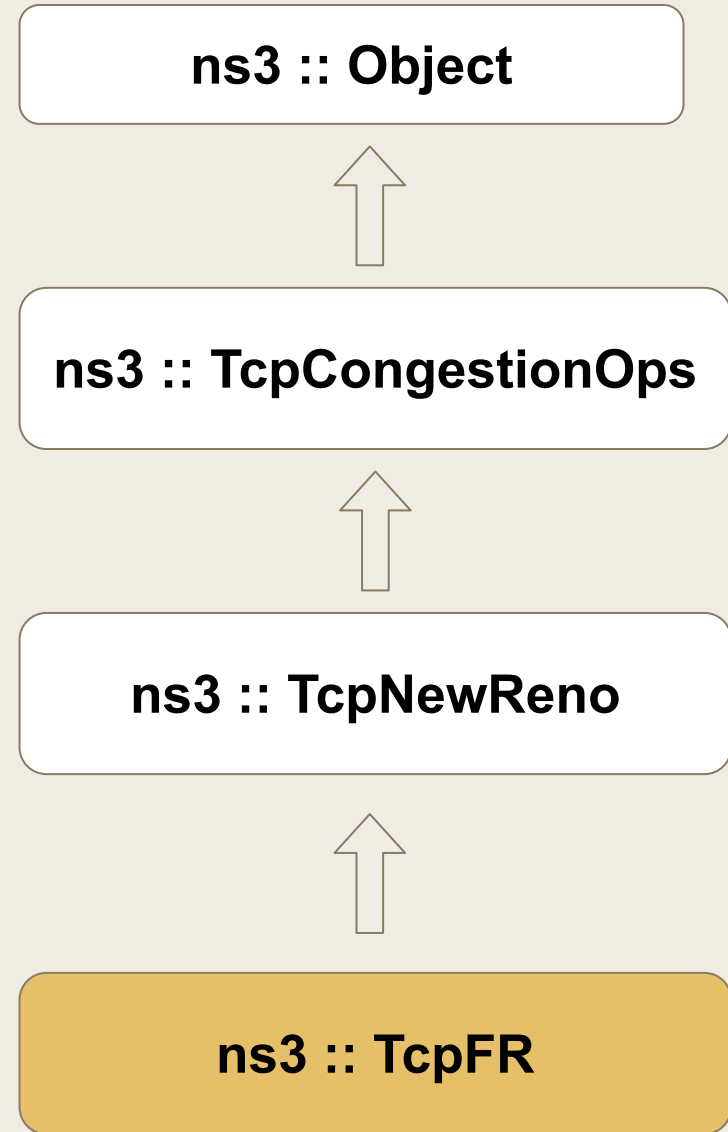 ns3 :: Object
ns3 :: TcpCongestionOps
ns3 :: TcpNewReno
ns3 :: TcpFR